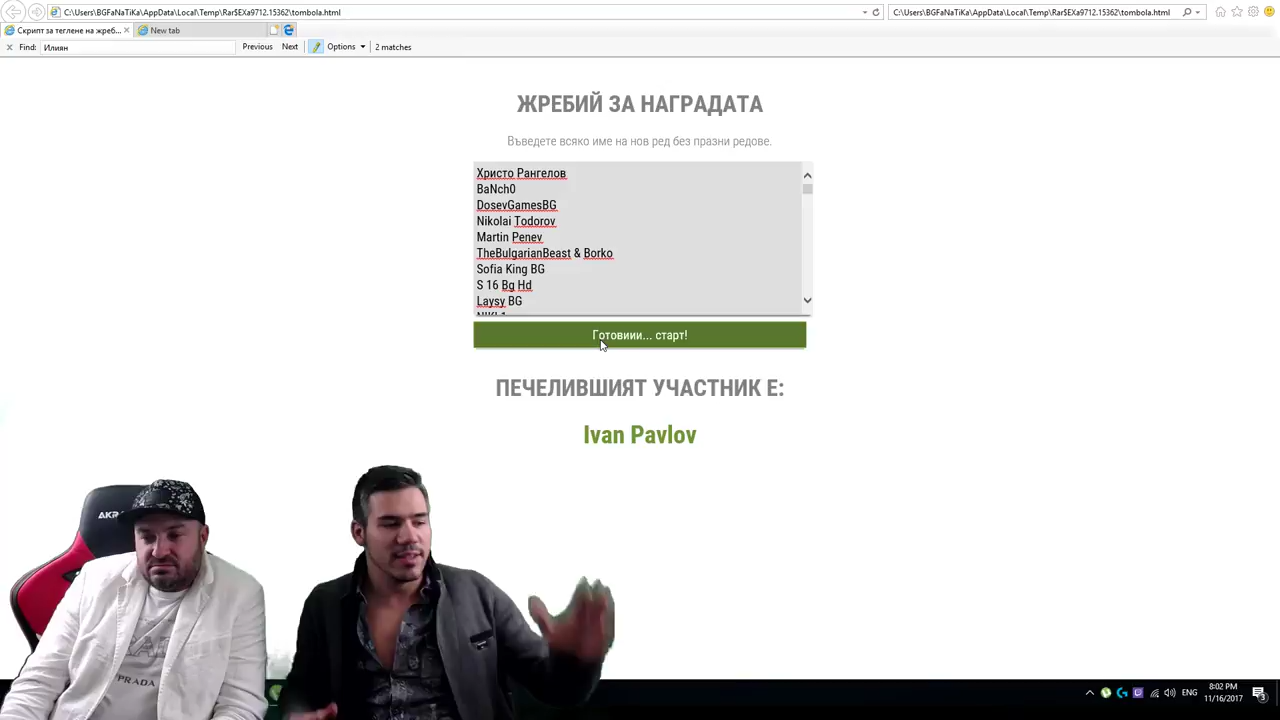 C:\Users\BGFaNaTiKa\AppData\Local\Temp\Rar$EXa9712.15362\tombola.html
C:\Users\BGFaNaTiKa\AppData\Local\Temp\Rar$EXa9712.15362\tombola.html
Скрипт за теглене на жреб...
New tab
Find:
Илиян
Previous
Next
Options
2 matches
ЖРЕБИЙ ЗА НАГРАДАТА
Въведете всяко име на нов ред без празни редове.
Христо Рангелов
BaNch0
DosevGamesBG
Nikolai Todorov
Martin Penev
TheBulgarianBeast & Borko
Sofia King BG
S 16 Bg Hd
Laysy BG
Готовиии... старт!
ПЕЧЕЛИВШИЯТ УЧАСТНИК Е:
Ivan Pavlov
PRADA
ENG
8:02 PM
11/16/2017